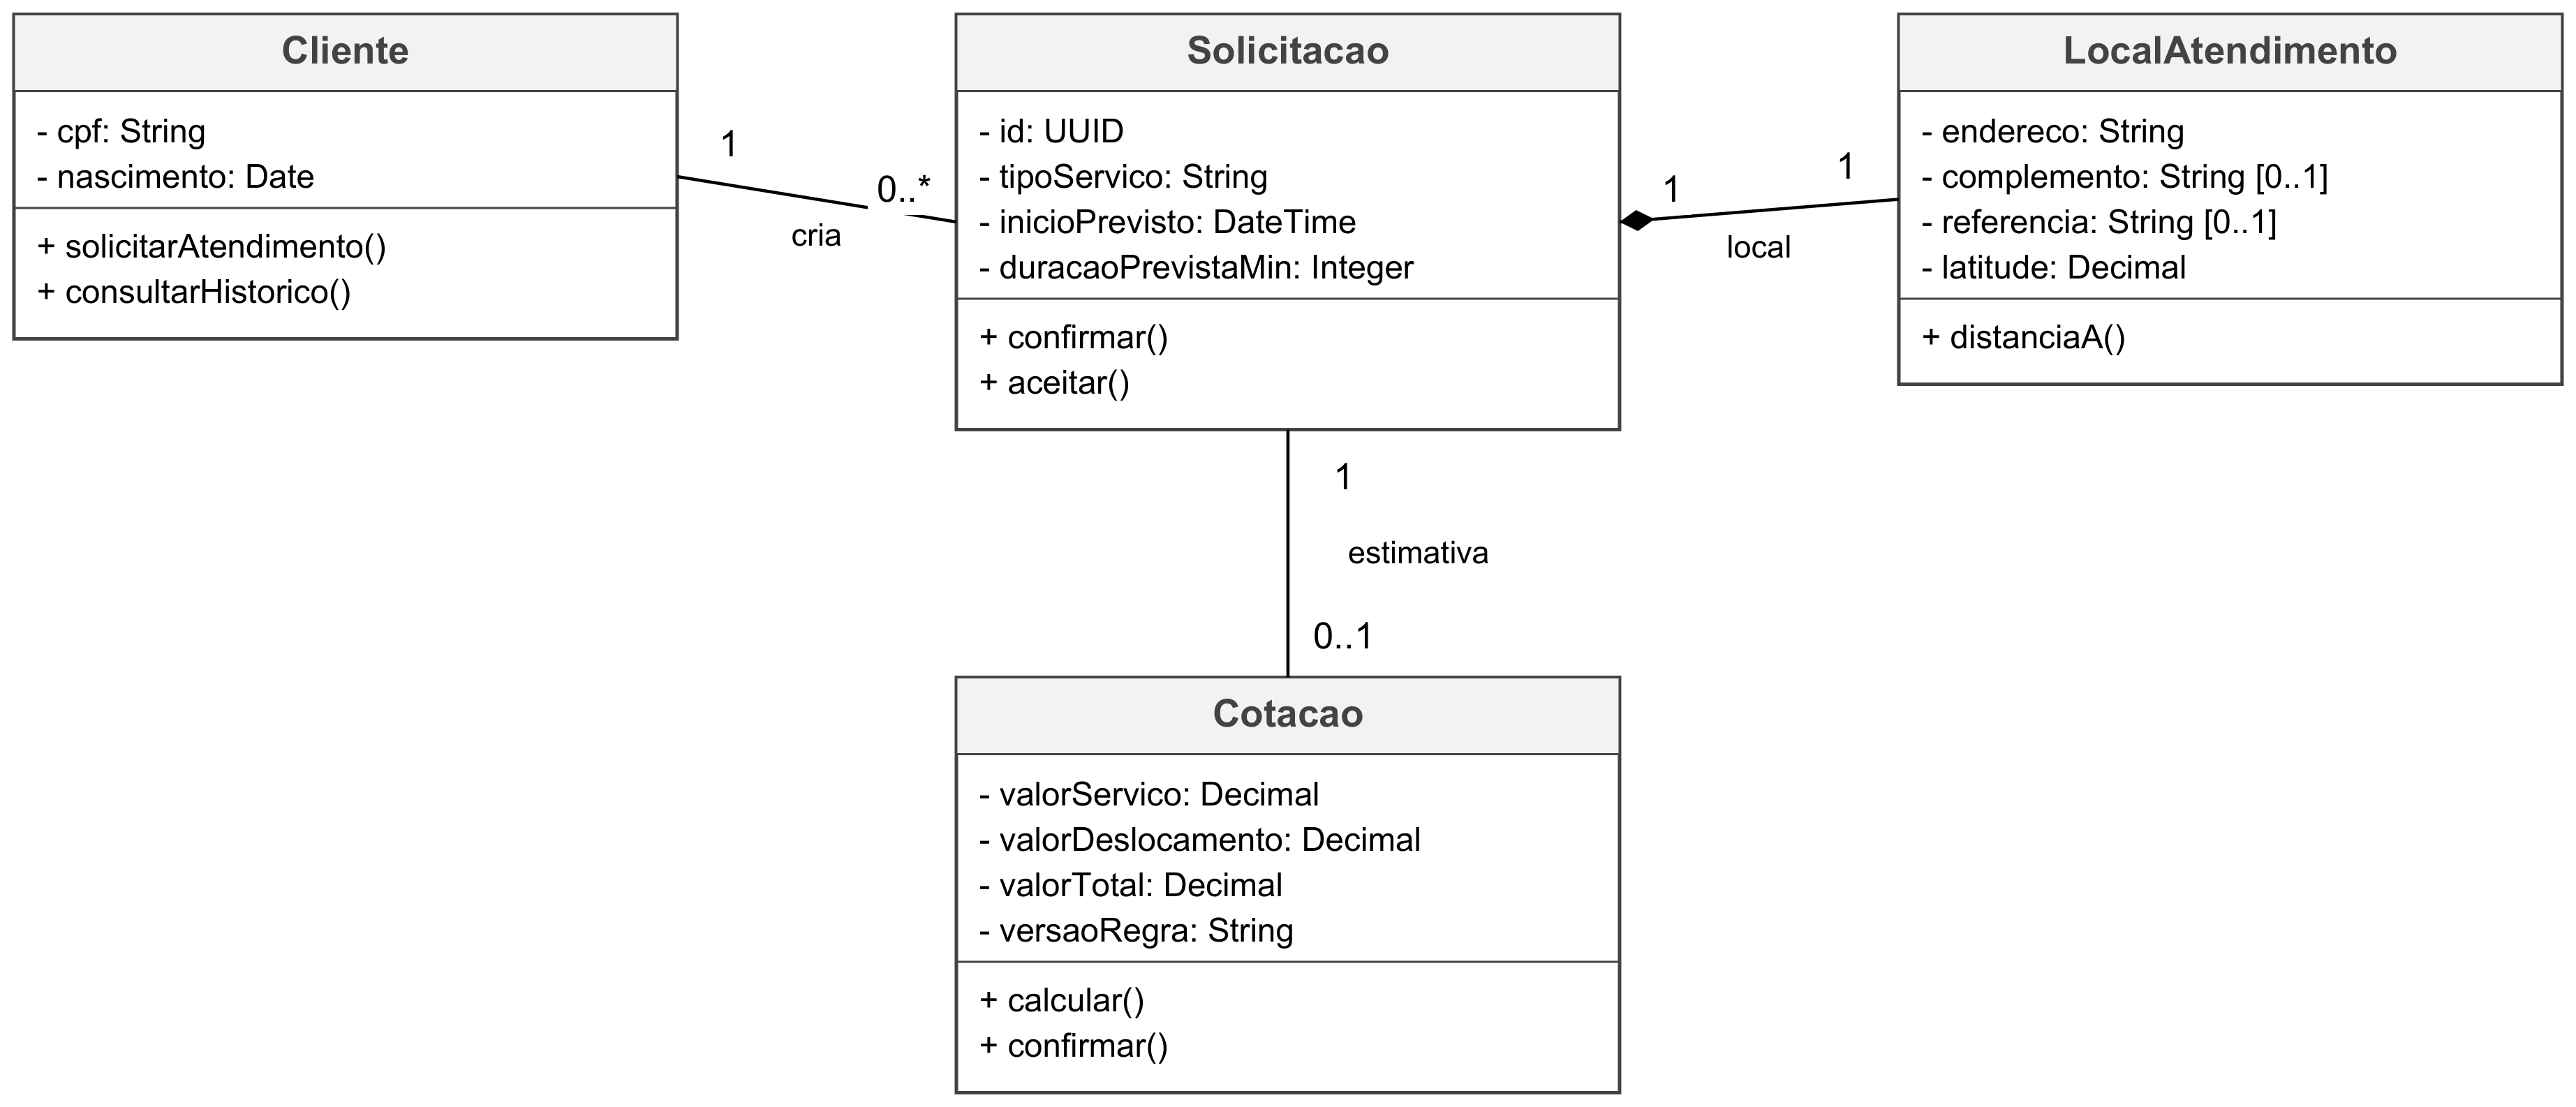 Cliente
- cpf: String
- nascimento: Date
+ solicitarAtendimento()
+ consultarHistorico()
1
0..*
cria
Solicitacao
- id: UUID
- tipoServico: String
- inicioPrevisto: DateTime
- duracaoPrevistaMin: Integer
+ confirmar()
+ aceitar()
1
1
local
LocalAtendimento
- endereco: String
- complemento: String [0..1]
- referencia: String [0..1]
- latitude: Decimal
+ distanciaA()
1
estimativa
0..1
Cotacao
- valorServico: Decimal
- valorDeslocamento: Decimal
- valorTotal: Decimal
- versaoRegra: String
+ calcular()
+ confirmar()